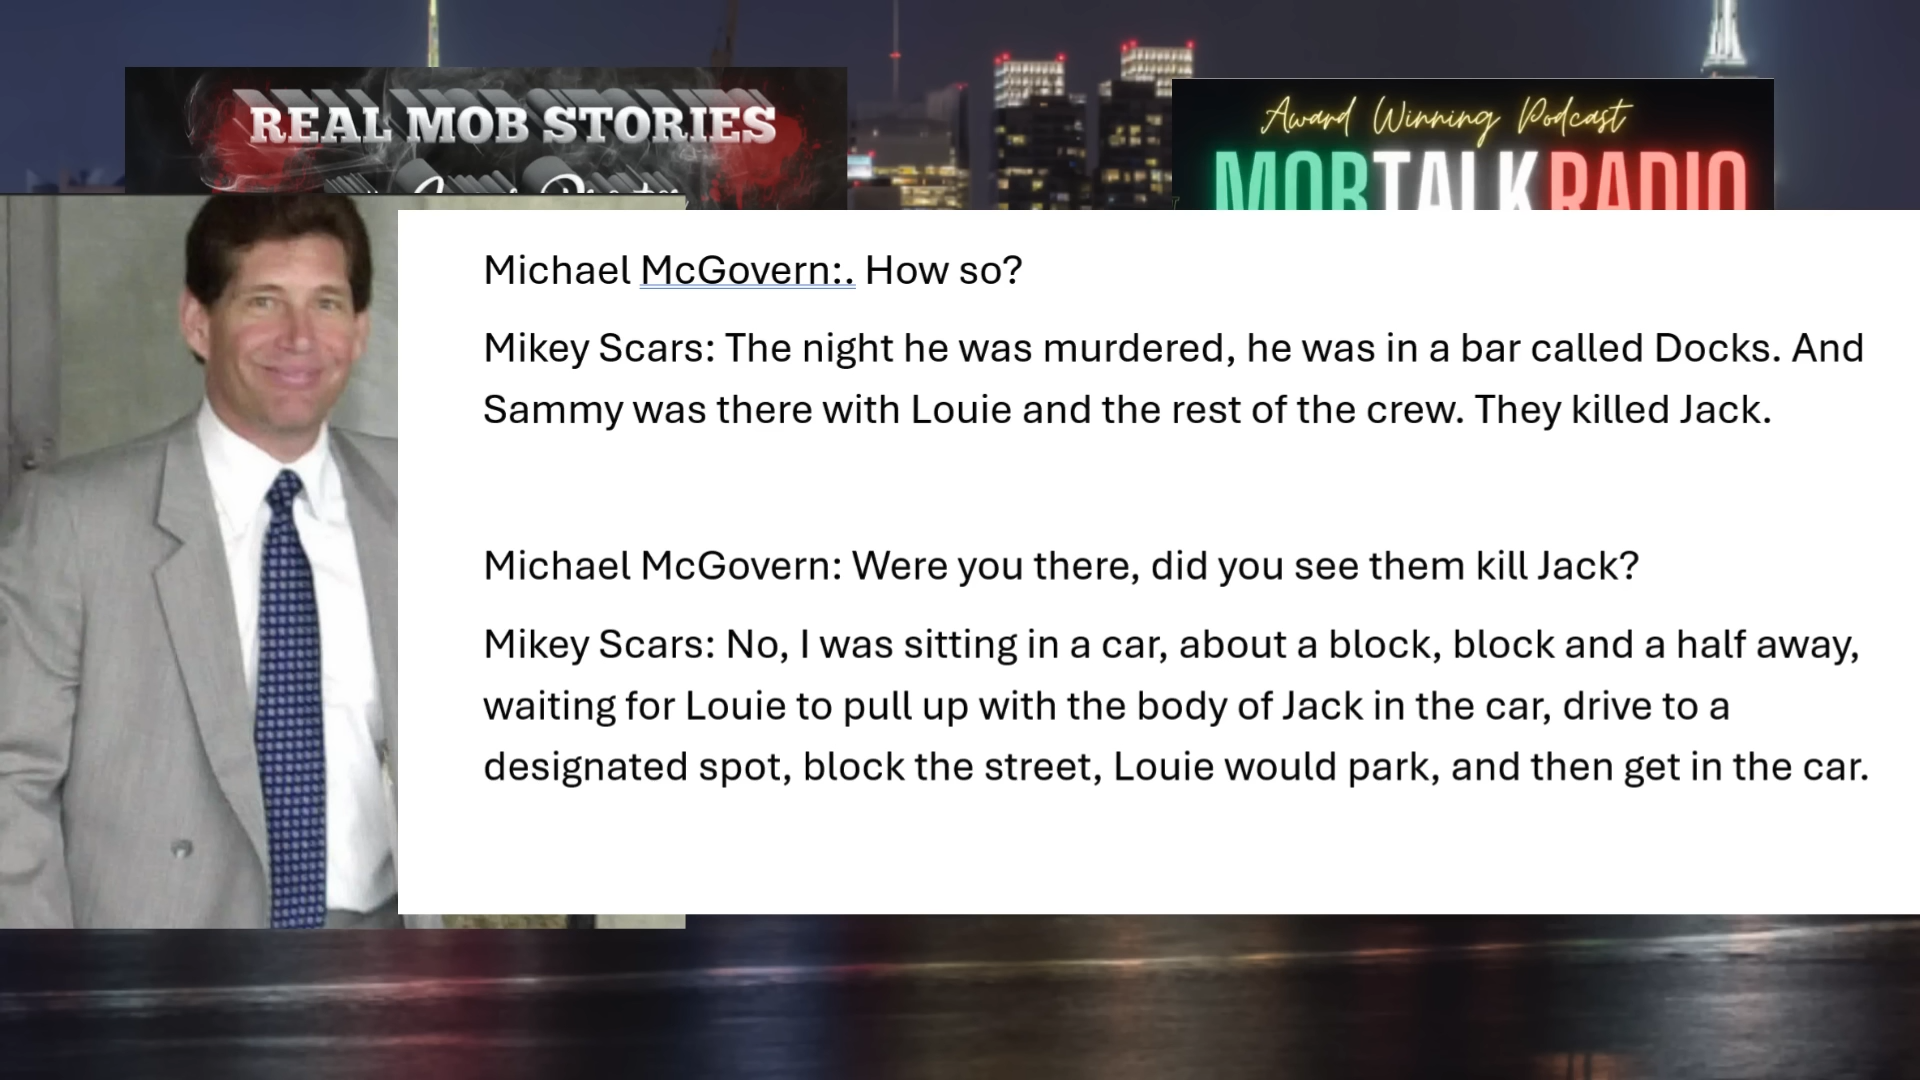 REAL MOB STORIES
Award Winning Podcast
MOBTALKRADIO
Michael McGovern:. How so?
Mikey Scars: The night he was murdered, he was in a bar called Docks. And
Sammy was there with Louie and the rest of the crew. They killed Jack.
Michael McGovern: Were you there, did you see them kill Jack?
Mikey Scars: No, I was sitting in a car, about a block, block and a half away,
waiting for Louie to pull up with the body of Jack in the car, drive to a
designated spot, block the street, Louie would park, and then get in the car.